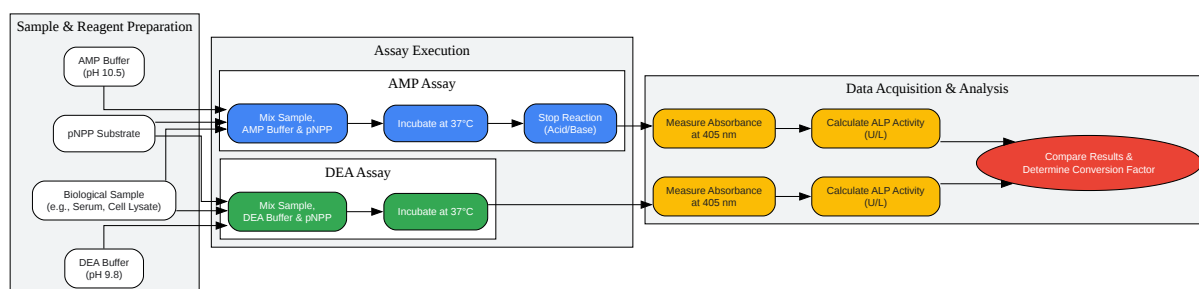 Sample & Reagent Preparation
AMP Buffer
(pH 10.5)
pNPP Substrate
Biological Sample
(e.g., Serum, Cell Lysate)
DEA Buffer
(pH 9.8)
Assay Execution
AMP Assay
Mix Sample,
AMP Buffer & pNPP
Incubate at 37°C
Stop Reaction
(Acid/Base)
DEA Assay
Mix Sample,
DEA Buffer & pNPP
Incubate at 37°C
Data Acquisition & Analysis
Measure Absorbance
at 405 nm
Calculate ALP Activity
(U/L)
Measure Absorbance
at 405 nm
Calculate ALP Activity
(U/L)
Compare Results &
Determine Conversion Factor